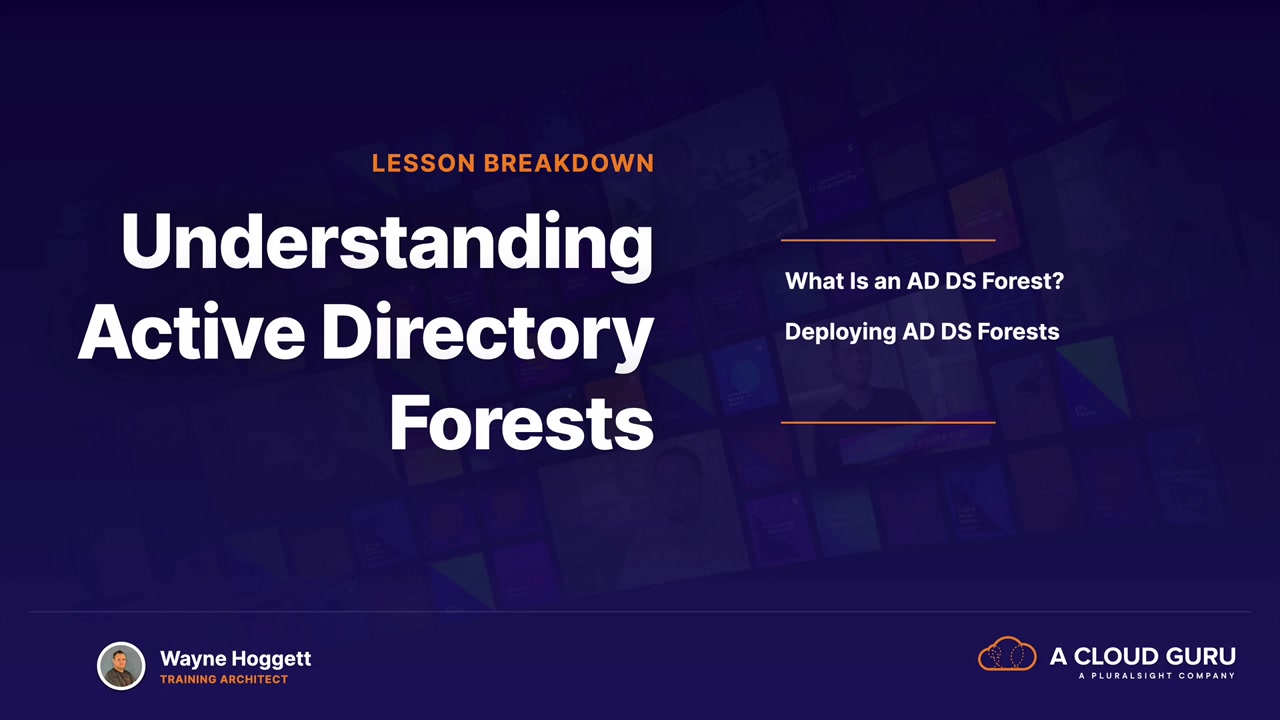 LESSON BREAKDOWN
Understanding
Active Directory
Forests
What Is an AD DS Forest?
Deploying AD DS Forests
Wayne Hoggett
TRAINING ARCHITECT
A CLOUD GURU
A PLURALSIGHT COMPANY